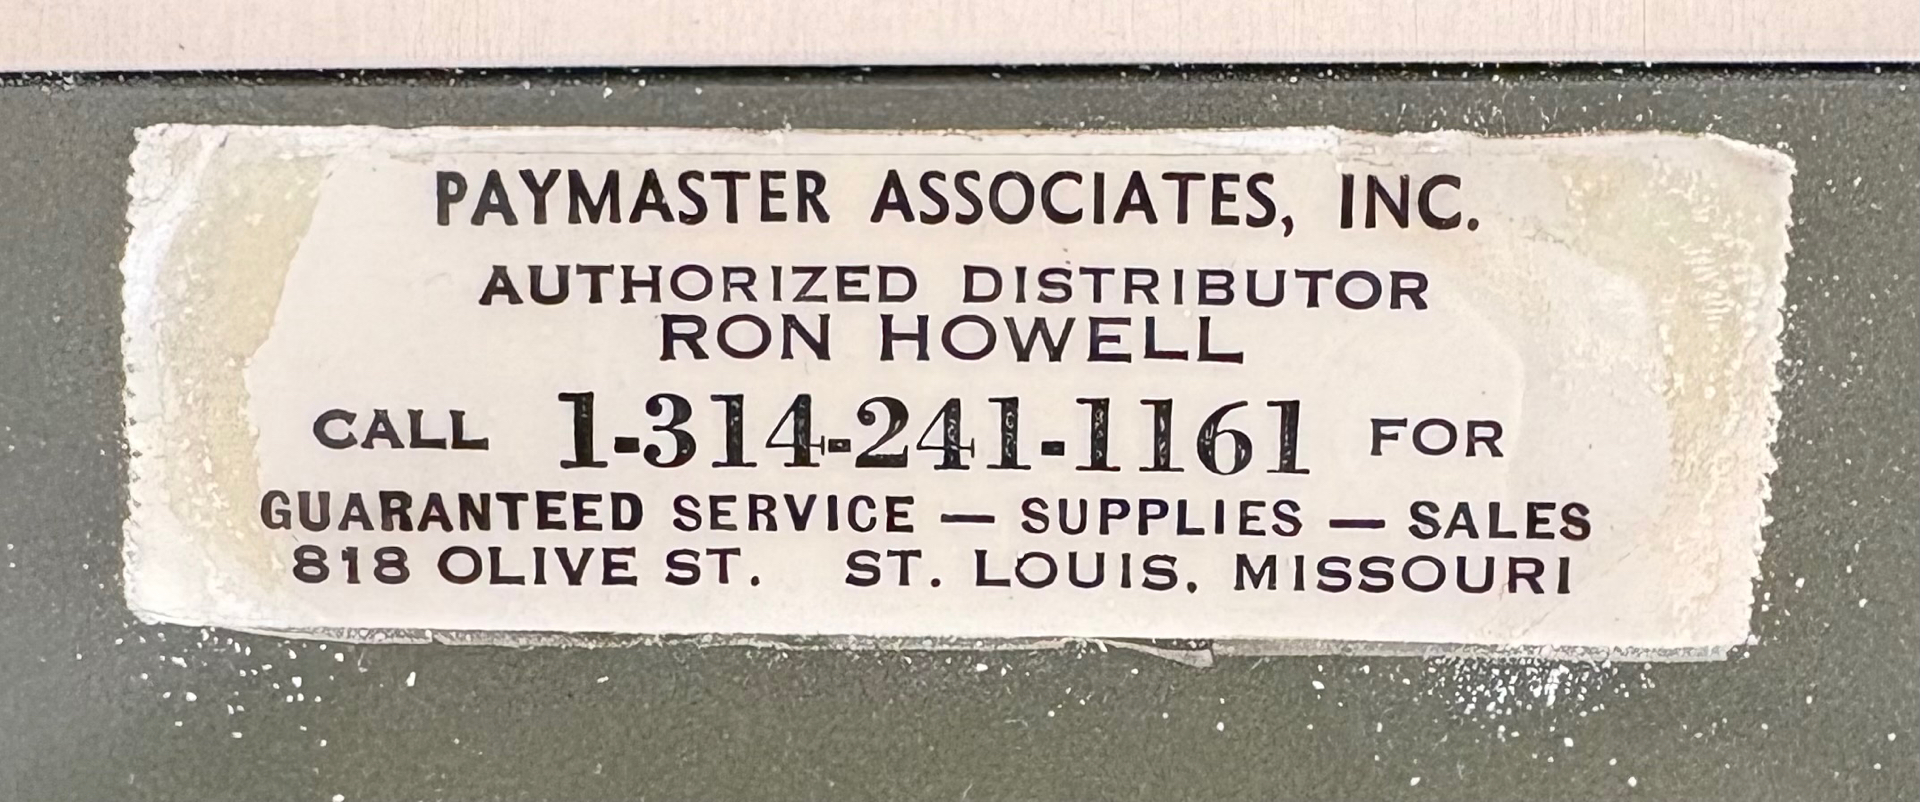 PAYMASTER ASSOCIATES, INC.
AUTHORIZED DISTRIBUTOR
RON HOWELL
CALL 1-314-241-1161 FOR
GUARANTEED SERVICE — SUPPLIES — SALES
818 OLIVE ST. ST. LOUIS. MISSOURI